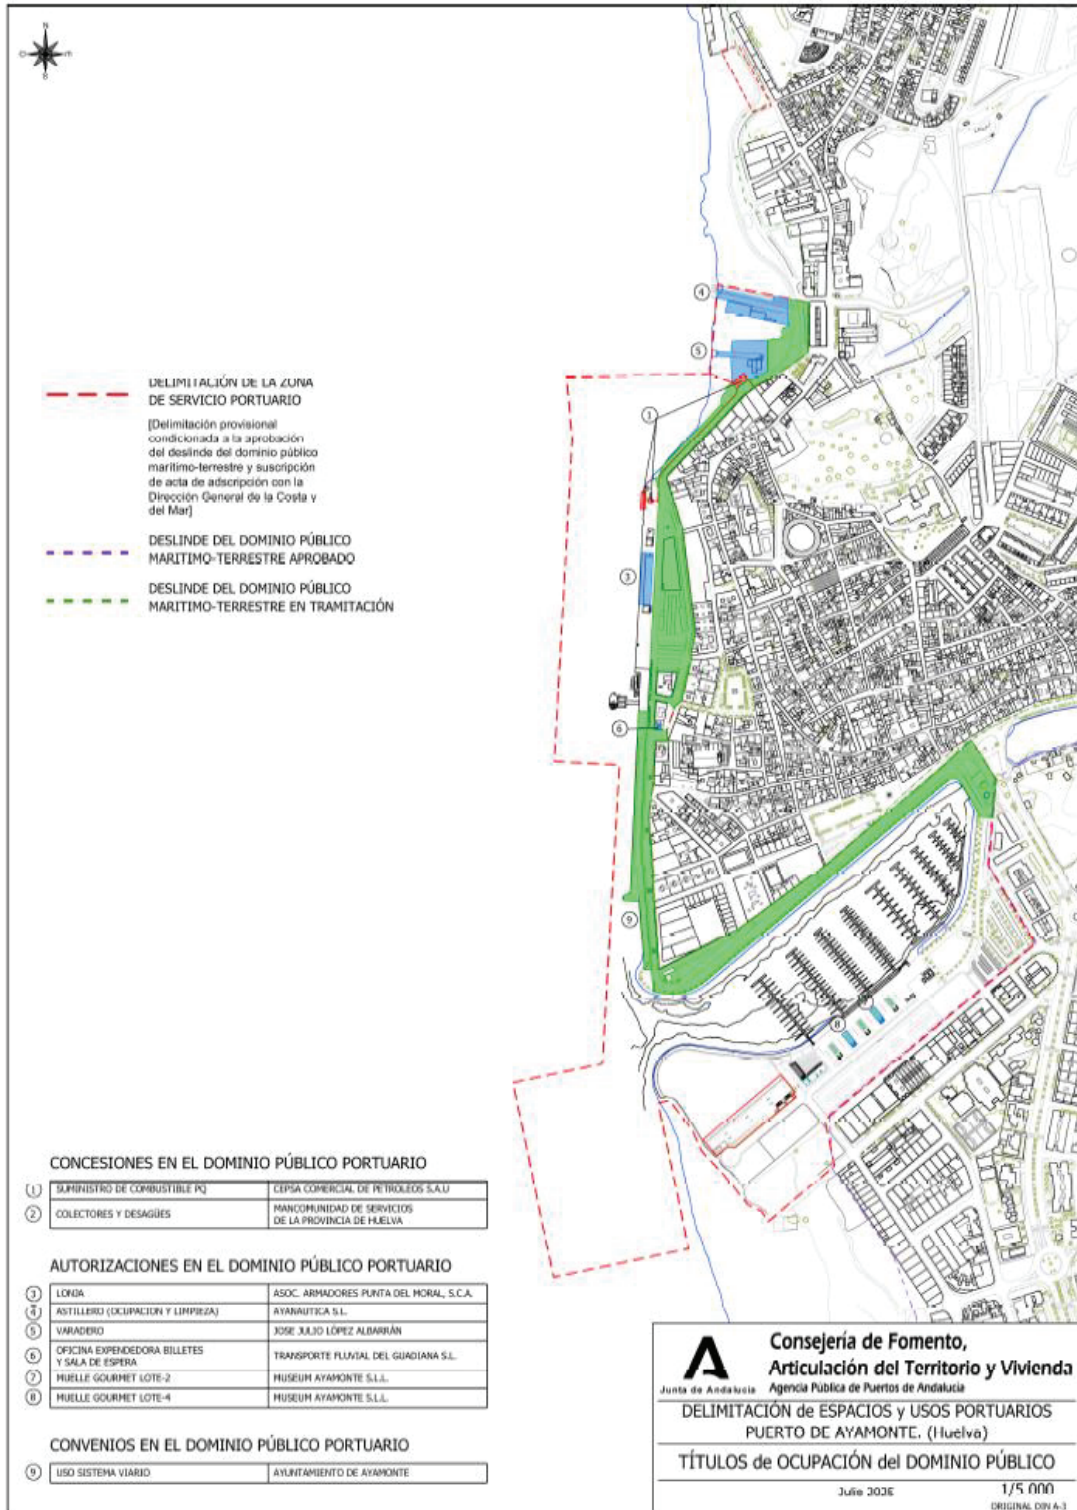 N
S
4
5
1
3
6
9
8
DELIMITACIÓN DE LA ZONA
DE SERVICIO PORTUARIO
[Delimitación provisional
condicionada a la aprobación
del deslinde del dominio público
marítimo-terrestre y suscripción
de acta de adscripción con la
Dirección General de la Costa y
del Mar]
DESLINDE DEL DOMINIO PÚBLICO
MARITIMO-TERRESTRE APROBADO
DESLINDE DEL DOMINIO PÚBLICO
MARITIMO-TERRESTRE EN TRAMITACIÓN
CONCESIONES EN EL DOMINIO PÚBLICO PORTUARIO
1 SUMINISTRO DE COMBUSTIBLE PQ CEPSA COMERCIAL DE PETROLEOS S.A.U
2 COLECTORES Y DESAGÜES MANCOMUNIDAD DE SERVICIOS
DE LA PROVINCIA DE HUELVA
AUTORIZACIONES EN EL DOMINIO PÚBLICO PORTUARIO
3 LONJA ASOC. ARMADORES PUNTA DEL MORAL, S.C.A.
4 ASTILLERO (OCUPACION Y LIMPIEZA) AYANAUTICA S.L.
5 VARADERO JOSE JULIO LÓPEZ ALBARRÁN
6 OFICINA EXPENDEDORA BILLETES
Y SALA DE ESPERA TRANSPORTE FLUVIAL DEL GUADIANA S.L.
7 MUELLE GOURMET LOTE-2 MUSEUM AYAMONTE S.L.L.
8 MUELLE GOURMET LOTE-4 MUSEUM AYAMONTE S.L.L.
CONVENIOS EN EL DOMINIO PÚBLICO PORTUARIO
9 USO SISTEMA VIARIO AYUNTAMIENTO DE AYAMONTE
Junta de Andalucía
Consejería de Fomento,
Articulación del Territorio y Vivienda
Agencia Pública de Puertos de Andalucía
DELIMITACIÓN de ESPACIOS y USOS PORTUARIOS
PUERTO DE AYAMONTE. (Huelva)
TÍTULOS de OCUPACIÓN del DOMINIO PÚBLICO
Julio
1/5 000
ORIGINAL DIN A-3